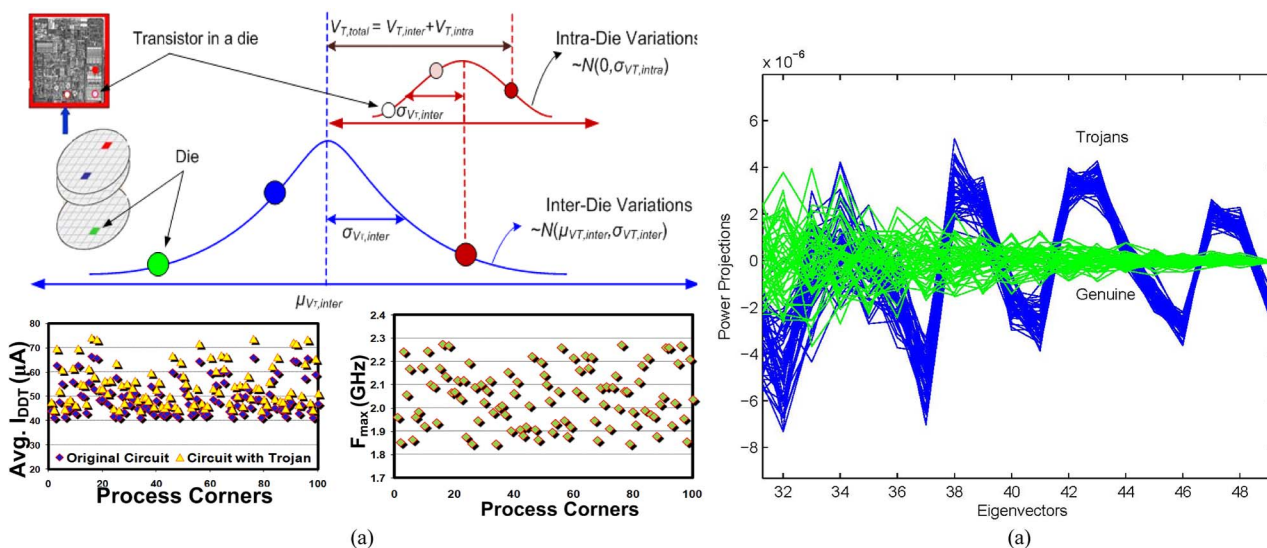 Transistor in a die
V_T,total = V_T,inter + V_T,intra
Intra-Die Variations
~N(0,σ_VT,intra)
σ_VT,inter
Die
Inter-Die Variations
~N(μ_VT,inter,σ_VT,inter)
σ_VT,inter
μ_VT,inter
Avg. I_DDT (μA)
80
70
60
50
40
30
20
Original Circuit
Circuit with Trojan
0 20 40 60 80 100
Process Corners
F_max (GHz)
2.3
2.2
2.1
2.0
1.9
1.8
1.7
0 20 40 60 80 100
Process Corners
(a)
x 10^-6
6
4
2
0
−2
−4
−6
−8
Power Projections
Trojans
Genuine
32 34 36 38 40 42 44 46 48
Eigenvectors
(a)